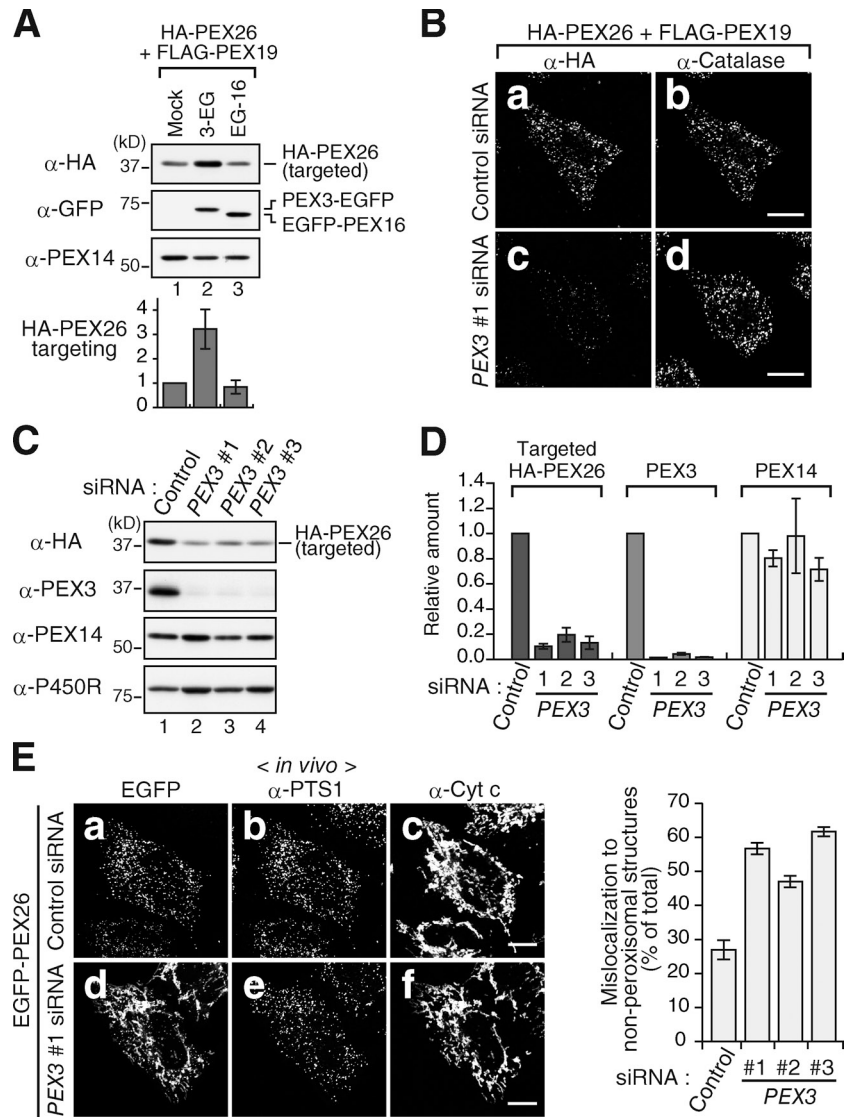 A
HA-PEX26
+ FLAG-PEX19
Mock
3-EG
EG-16
(kD)
α-HA
37
HA-PEX26
(targeted)
α-GFP
75
PEX3-EGFP
EGFP-PEX16
α-PEX14
50
1 2 3
HA-PEX26
targeting
4
3
2
1
0
B
HA-PEX26 + FLAG-PEX19
α-HA α-Catalase
Control siRNA
a b
PEX3 #1 siRNA
c d
C
siRNA :
Control
PEX3 #1
PEX3 #2
PEX3 #3
(kD)
α-HA
37
HA-PEX26
(targeted)
α-PEX3
37
α-PEX14
50
α-P450R
75
1 2 3 4
D
Targeted
HA-PEX26
PEX3
PEX14
Relative amount
1.4
1.2
1.0
0.8
0.6
0.4
0.2
0.0
siRNA :
Control 1 2 3 Control 1 2 3 Control 1 2 3
PEX3 PEX3 PEX3
E
< in vivo >
EGFP α-PTS1 α-Cyt c
EGFP-PEX26
Control siRNA
a b c
PEX3 #1 siRNA
d e f
Mislocalization to
non-peroxisomal structures
(% of total)
70
60
50
40
30
20
10
0
siRNA :
Control #1 #2 #3
PEX3